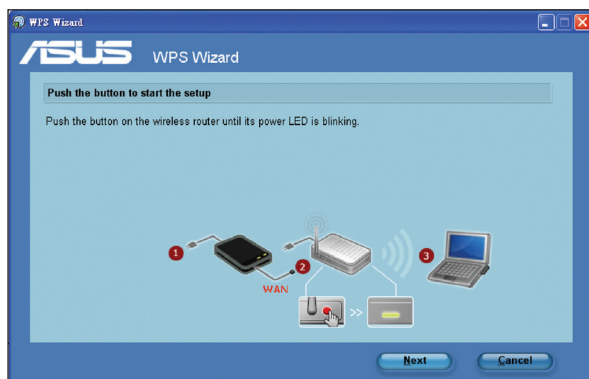 WPS Wizard
ASUS WPS Wizard
Push the button to start the setup
Push the button on the wireless router until its power LED is blinking.
1
2
3
WAN
>>
Next
Cancel